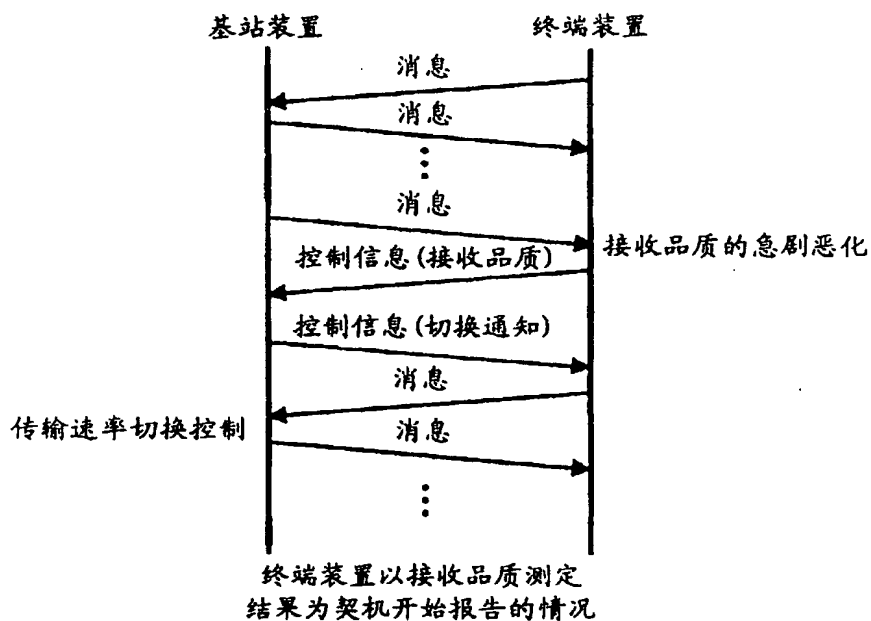 基站装置
终端装置
消息
消息
消息
接收品质的急剧恶化
控制信息(接收品质)
控制信息(切换通知)
消息
传输速率切换控制
消息
终端装置以接收品质测定
结果为契机开始报告的情况